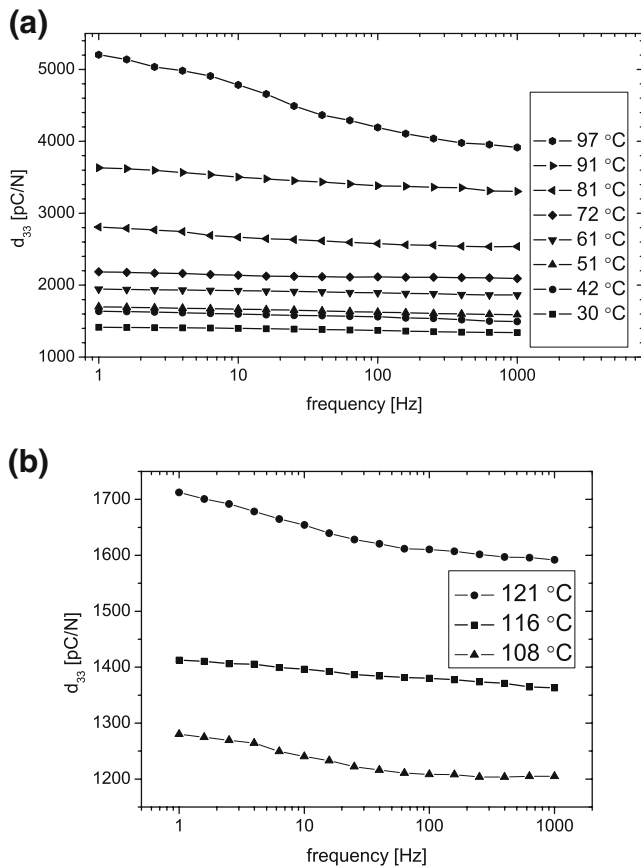 (a)
5000
4000
3000
2000
1000
d33 [pC/N]
97 °C
91 °C
81 °C
72 °C
61 °C
51 °C
42 °C
30 °C
1
10
100
1000
frequency [Hz]
(b)
1700
1600
1500
1400
1300
1200
d33 [pC/N]
121 °C
116 °C
108 °C
1
10
100
1000
frequency [Hz]